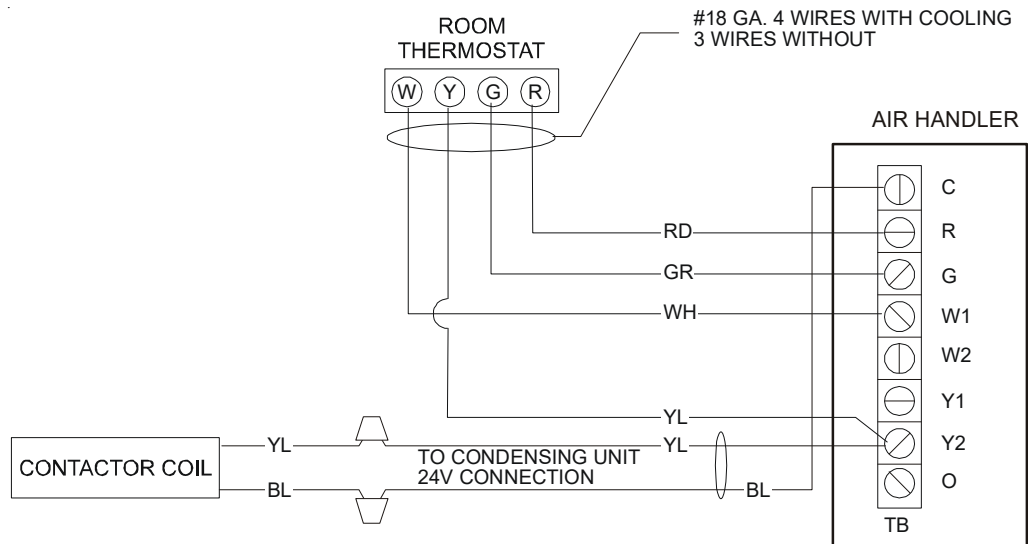 #18 GA. 4 WIRES WITH COOLING
3 WIRES WITHOUT
ROOM
THERMOSTAT
W Y G R
AIR HANDLER
C
RD R
GR G
WH W1
W2
Y1
YL
YL YL Y2
CONTACTOR COIL
TO CONDENSING UNIT
24V CONNECTION
BL BL O
TB